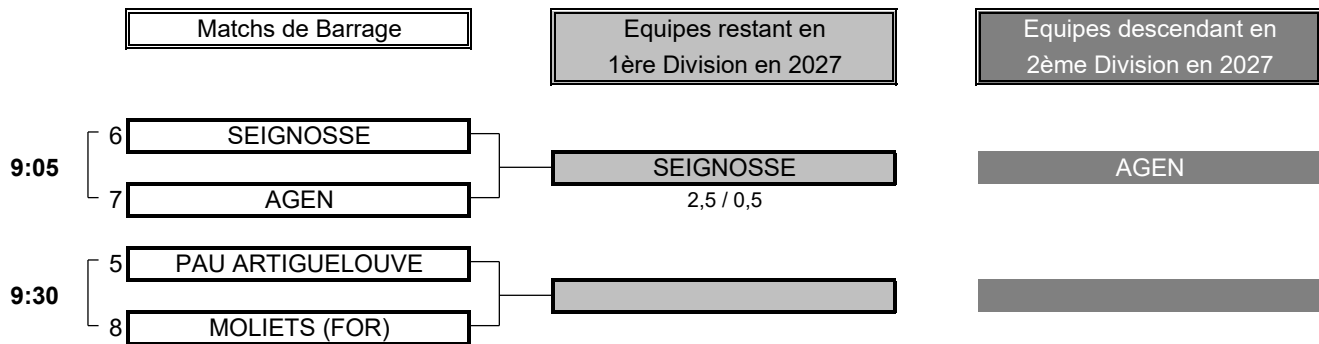 Matchs de Barrage
Equipes restant en
1ère Division en 2027
Equipes descendant en
2ème Division en 2027
9:05
6 SEIGNOSSE
7 AGEN
SEIGNOSSE
2,5 / 0,5
AGEN
9:30
5 PAU ARTIGUELOUVE
8 MOLIETS (FOR)